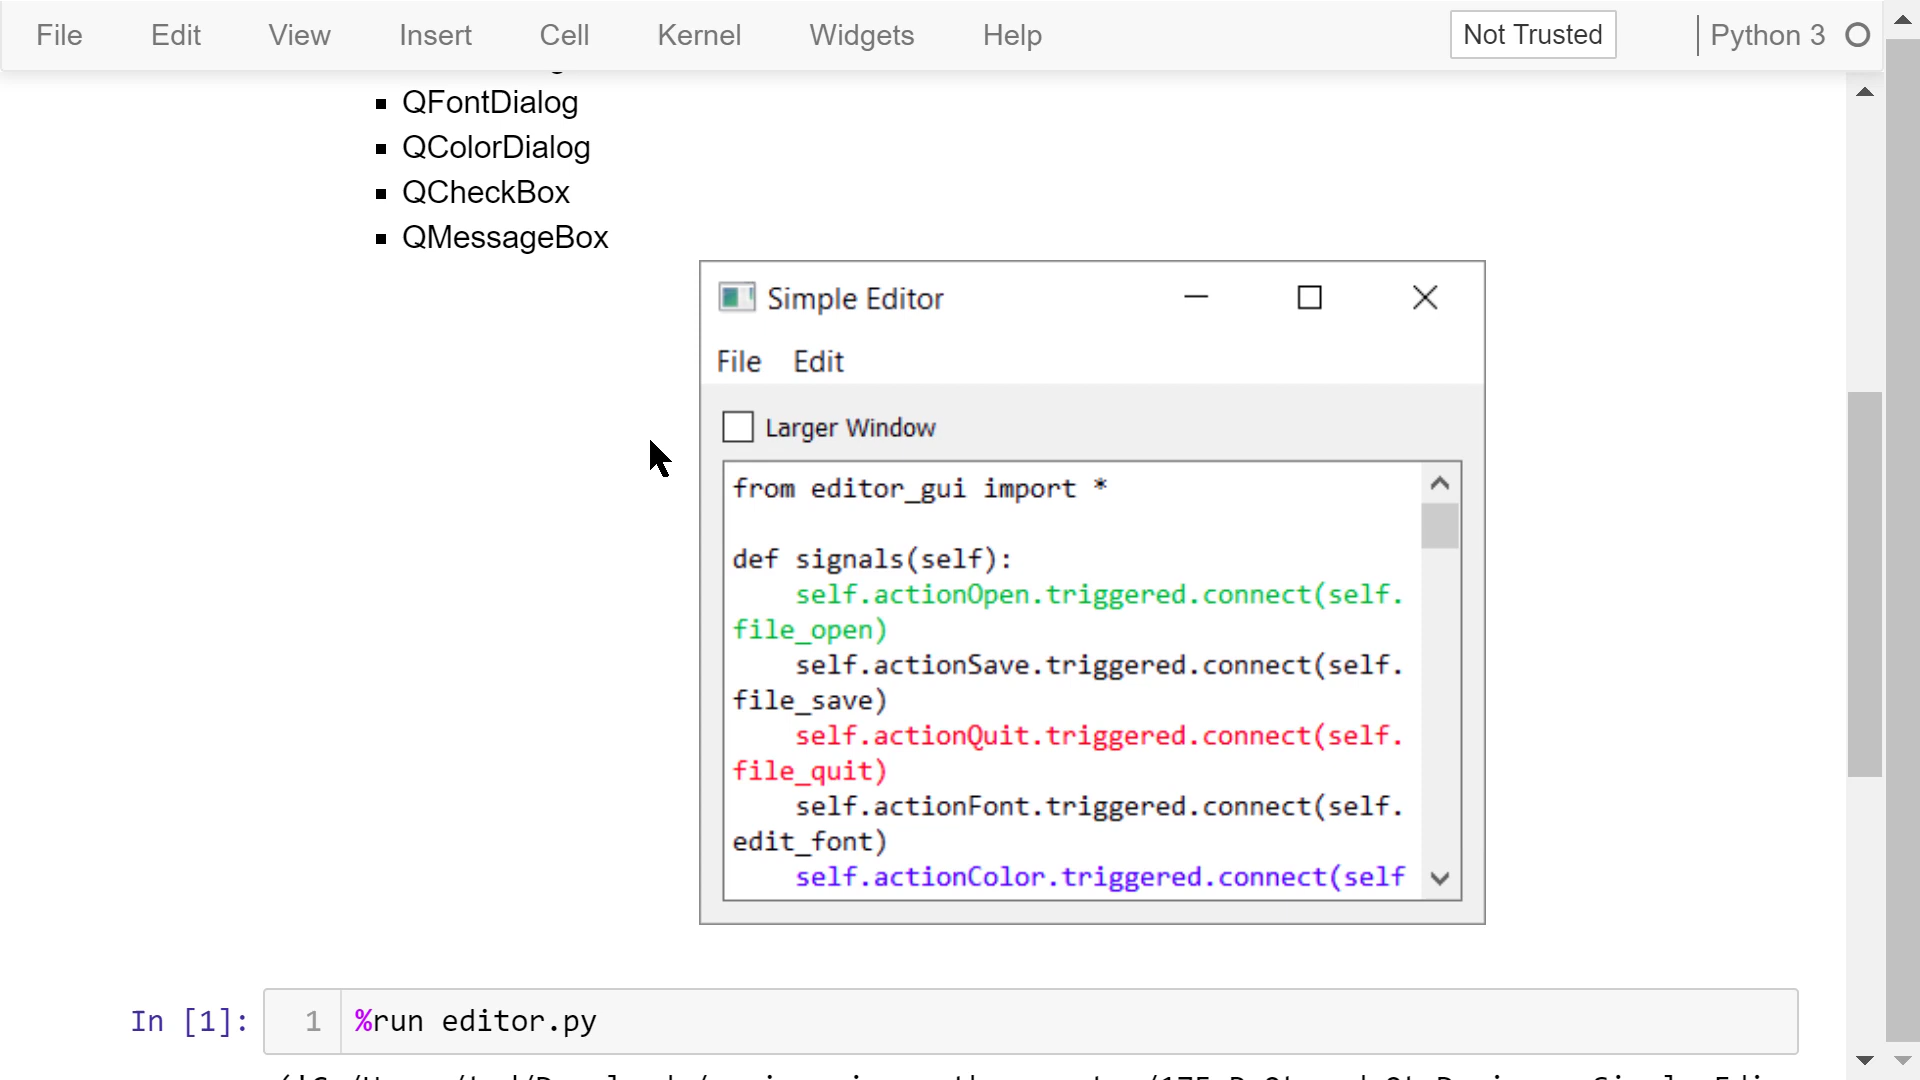 File Edit View Insert Cell Kernel Widgets Help Not Trusted Python 3
QFontDialog
QColorDialog
QCheckBox
QMessageBox
Simple Editor
File Edit
Larger Window
from editor_gui import *
def signals(self):
self.actionOpen.triggered.connect(self.
file_open)
self.actionSave.triggered.connect(self.
file_save)
self.actionQuit.triggered.connect(self.
file_quit)
self.actionFont.triggered.connect(self.
edit_font)
self.actionColor.triggered.connect(self
In [1]: 1 %run editor.py